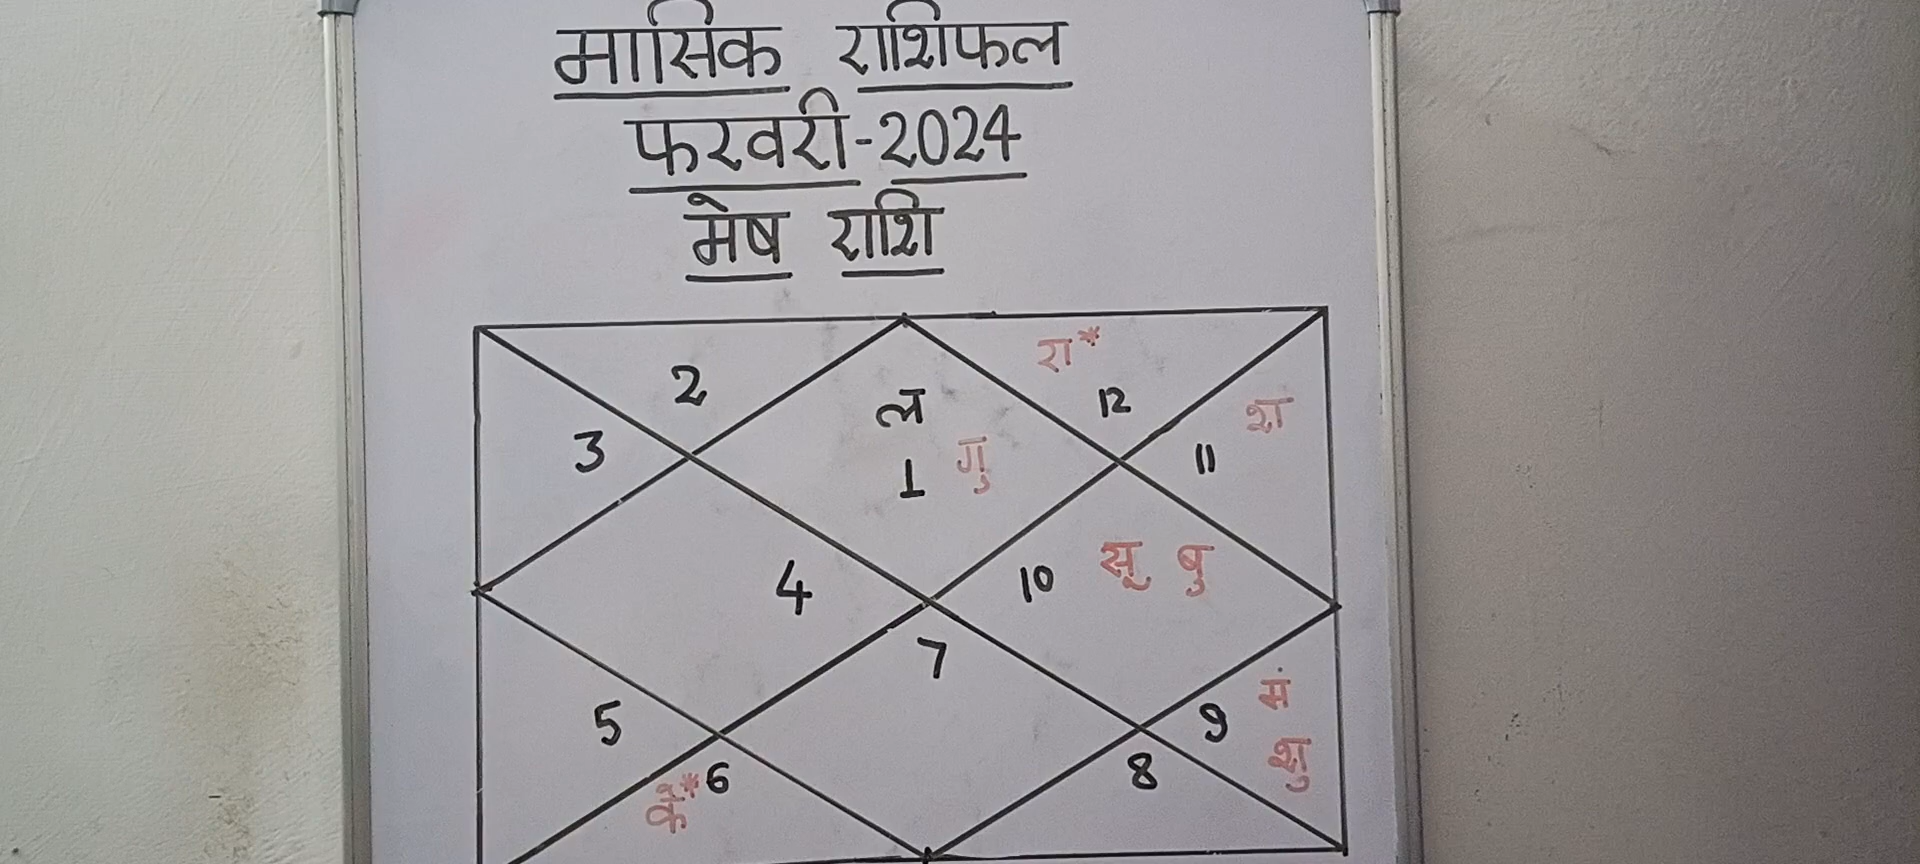 मासिक राशिफल
फरवरी-2024
मेष राशि
रा*
2 ल 12 श
3 1 गु 11
4 10 सू बु
7
5 9 मं
के* 6 8 शु